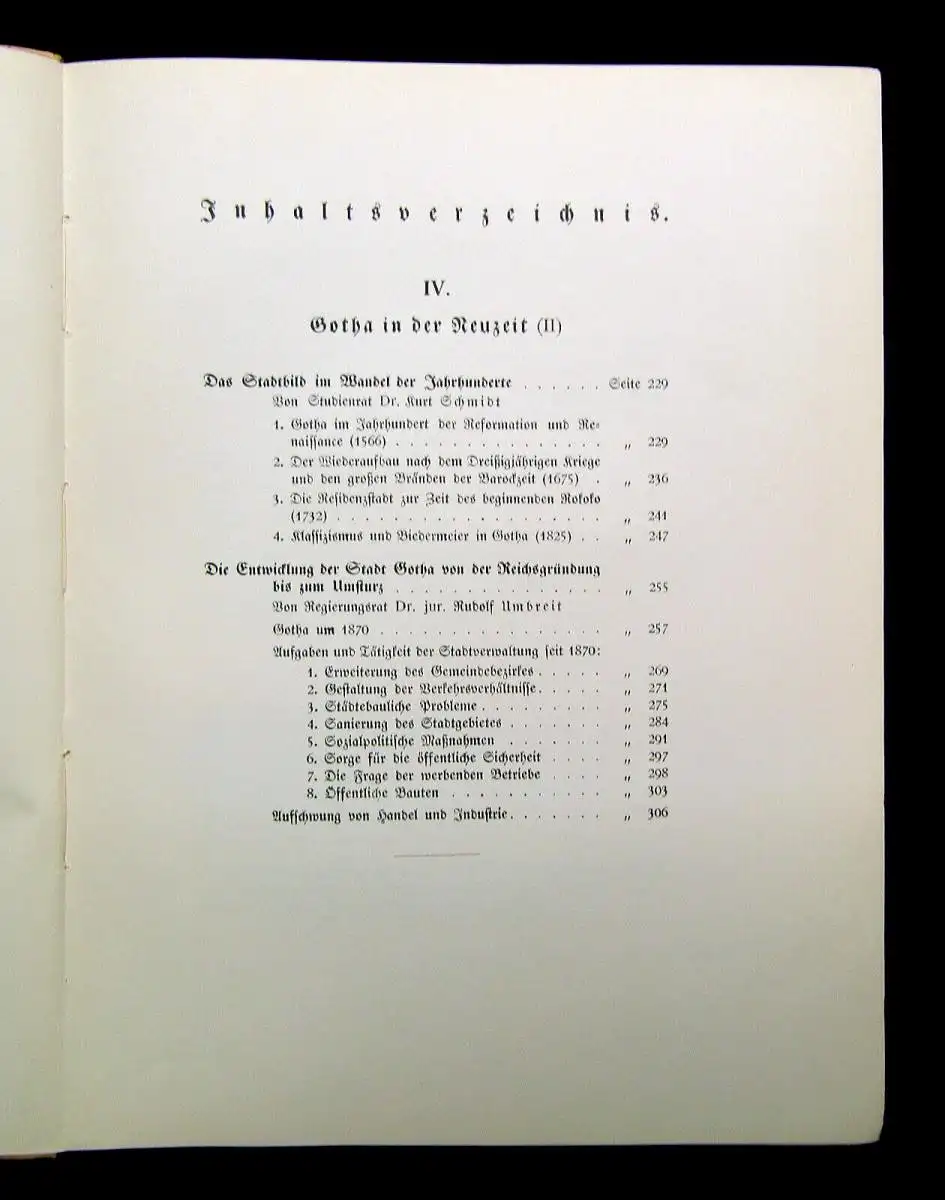 Inhaltsverzeichnis.
IV.
Gotha in der Neuzeit (II)
Das Stadtbild im Wandel der Jahrhunderte . . . . . . Seite 229
Von Studienrat Dr. Kurt Schmidt
1. Gotha im Jahrhundert der Reformation und Re-
naissance (1566) . . . . . . . . . . . . . . . „ 229
2. Der Wiederaufbau nach dem Dreißigjährigen Kriege
und den großen Bränden der Barockzeit (1675) . „ 236
3. Die Residenzstadt zur Zeit des beginnenden Rokoko
(1732) . . . . . . . . . . . . . . . . . . . „ 241
4. Klassizismus und Biedermeier in Gotha (1825) . . „ 247
Die Entwicklung der Stadt Gotha von der Reichsgründung
bis zum Umsturz . . . . . . . . . . . . . . . „ 255
Von Regierungsrat Dr. jur. Rudolf Umbreit
Gotha um 1870 . . . . . . . . . . . . . . . . „ 257
Aufgaben und Tätigkeit der Stadtverwaltung seit 1870:
1. Erweiterung des Gemeindebezirkes . . . . . „ 269
2. Gestaltung der Verkehrsverhältnisse . . . . . „ 271
3. Städtebauliche Probleme . . . . . . . . . „ 275
4. Sanierung des Stadtgebietes . . . . . . . „ 284
5. Sozialpolitische Maßnahmen . . . . . . . „ 291
6. Sorge für die öffentliche Sicherheit . . . . „ 297
7. Die Frage der werbenden Betriebe . . . . „ 298
8. Öffentliche Bauten . . . . . . . . . . . „ 303
Aufschwung von Handel und Industrie . . . . . . . „ 306